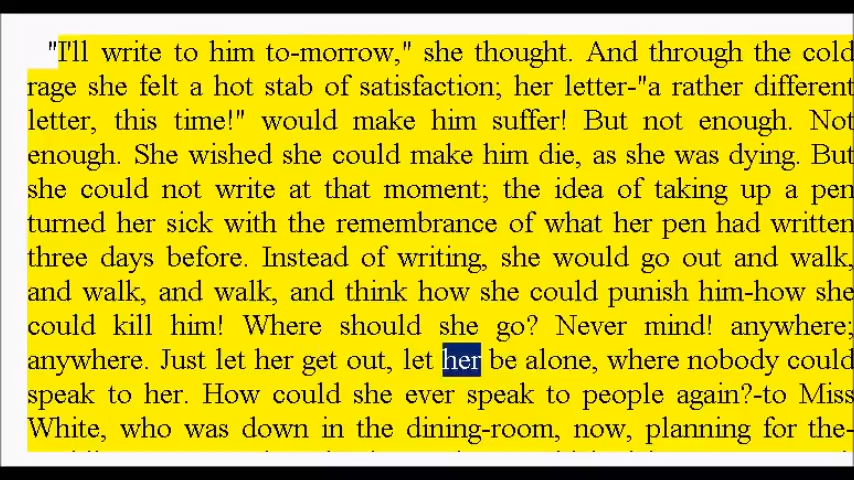 "I'll write to him to-morrow," she thought. And through the cold
rage she felt a hot stab of satisfaction; her letter-"a rather different
letter, this time!" would make him suffer! But not enough. Not
enough. She wished she could make him die, as she was dying. But
she could not write at that moment; the idea of taking up a pen
turned her sick with the remembrance of what her pen had written
three days before. Instead of writing, she would go out and walk,
and walk, and walk, and think how she could punish him-how she
could kill him! Where should she go? Never mind! anywhere;
anywhere. Just let her get out, let her be alone, where nobody could
speak to her. How could she ever speak to people again?-to Miss
White, who was down in the dining-room, now, planning for the-